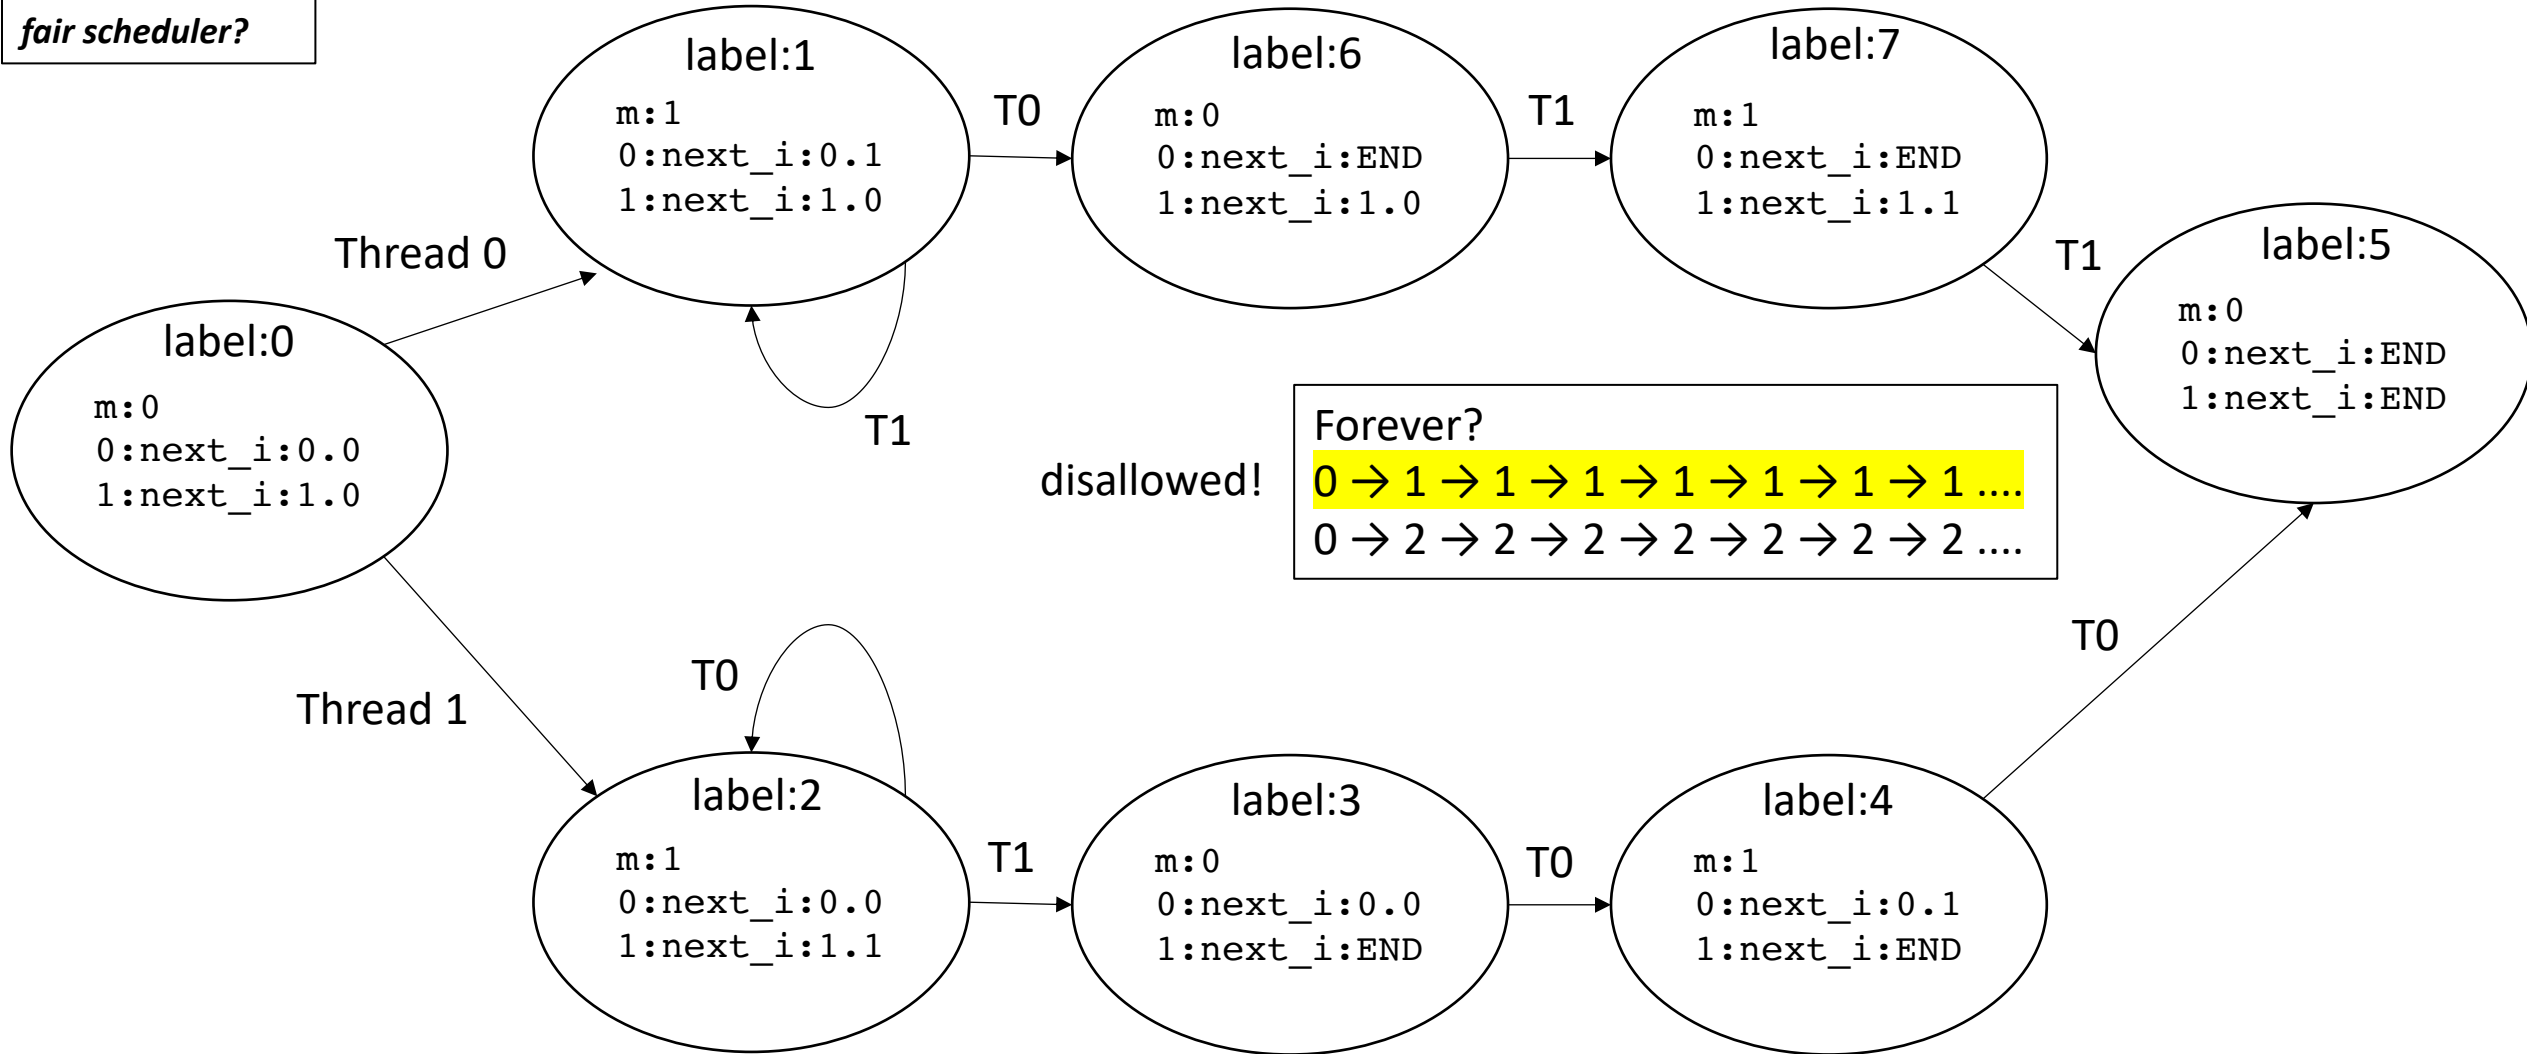 fair scheduler?
label:1
m:1
0:next_i:0.1
1:next_i:1.0
T0
label:6
m:0
0:next_i:END
1:next_i:1.0
T1
label:7
m:1
0:next_i:END
1:next_i:1.1
T1
label:5
m:0
0:next_i:END
1:next_i:END
Thread 0
T1
label:0
m:0
0:next_i:0.0
1:next_i:1.0
disallowed!
Forever?
0 → 1 → 1 → 1 → 1 → 1 → 1 → 1 ....
0 → 2 → 2 → 2 → 2 → 2 → 2 → 2 ....
Thread 1
T0
label:2
m:1
0:next_i:0.0
1:next_i:1.1
T1
label:3
m:0
0:next_i:0.0
1:next_i:END
T0
label:4
m:1
0:next_i:0.1
1:next_i:END
T0